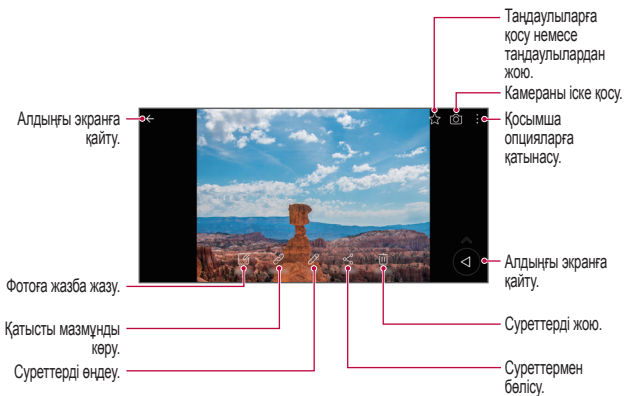 Таңдаулыларға
қосу немесе
таңдаулылардан
жою.
Камераны іске қосу.
Алдыңғы экранға
қайту.
Қосымша
опцияларға
қатынасу.
Алдыңғы экранға
қайту.
Фотоға жазба жазу.
Қатысты мазмұнды
көру.
Суреттерді өңдеу.
Суреттерді жою.
Суреттермен
бөлісу.